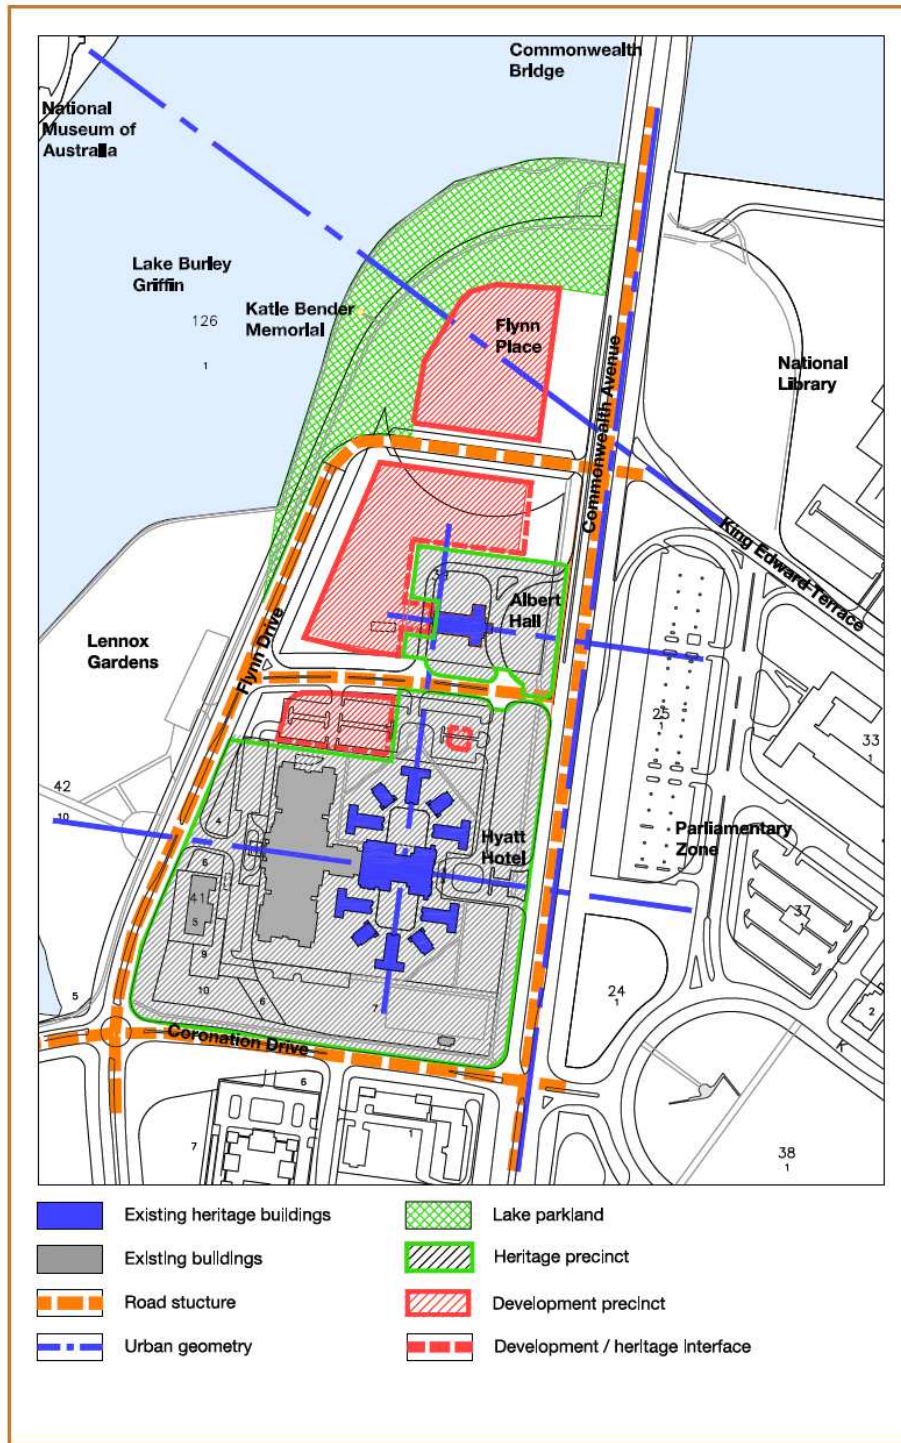 Commonwealth
Bridge
National
Museum of
Australia
Lake Burley
Griffin
126
1
Katie Bender
Memorial
Flynn
Place
National
Library
Commonwealth Avenue
King Edward Terrace
Albert
Hall
Lennox
Gardens
Flynn Drive
25
1
33
1
42
10
4
Hyatt
Hotel
Parliamentary
Zone
6
41
5
37
9
10
6
7
5
24
1
2
Coronation Drive
K
6
7
1
38
1
Existing heritage buildings
Lake parkland
Existing buildings
Heritage precinct
Road stucture
Development precinct
Urban geometry
Development / heritage interface